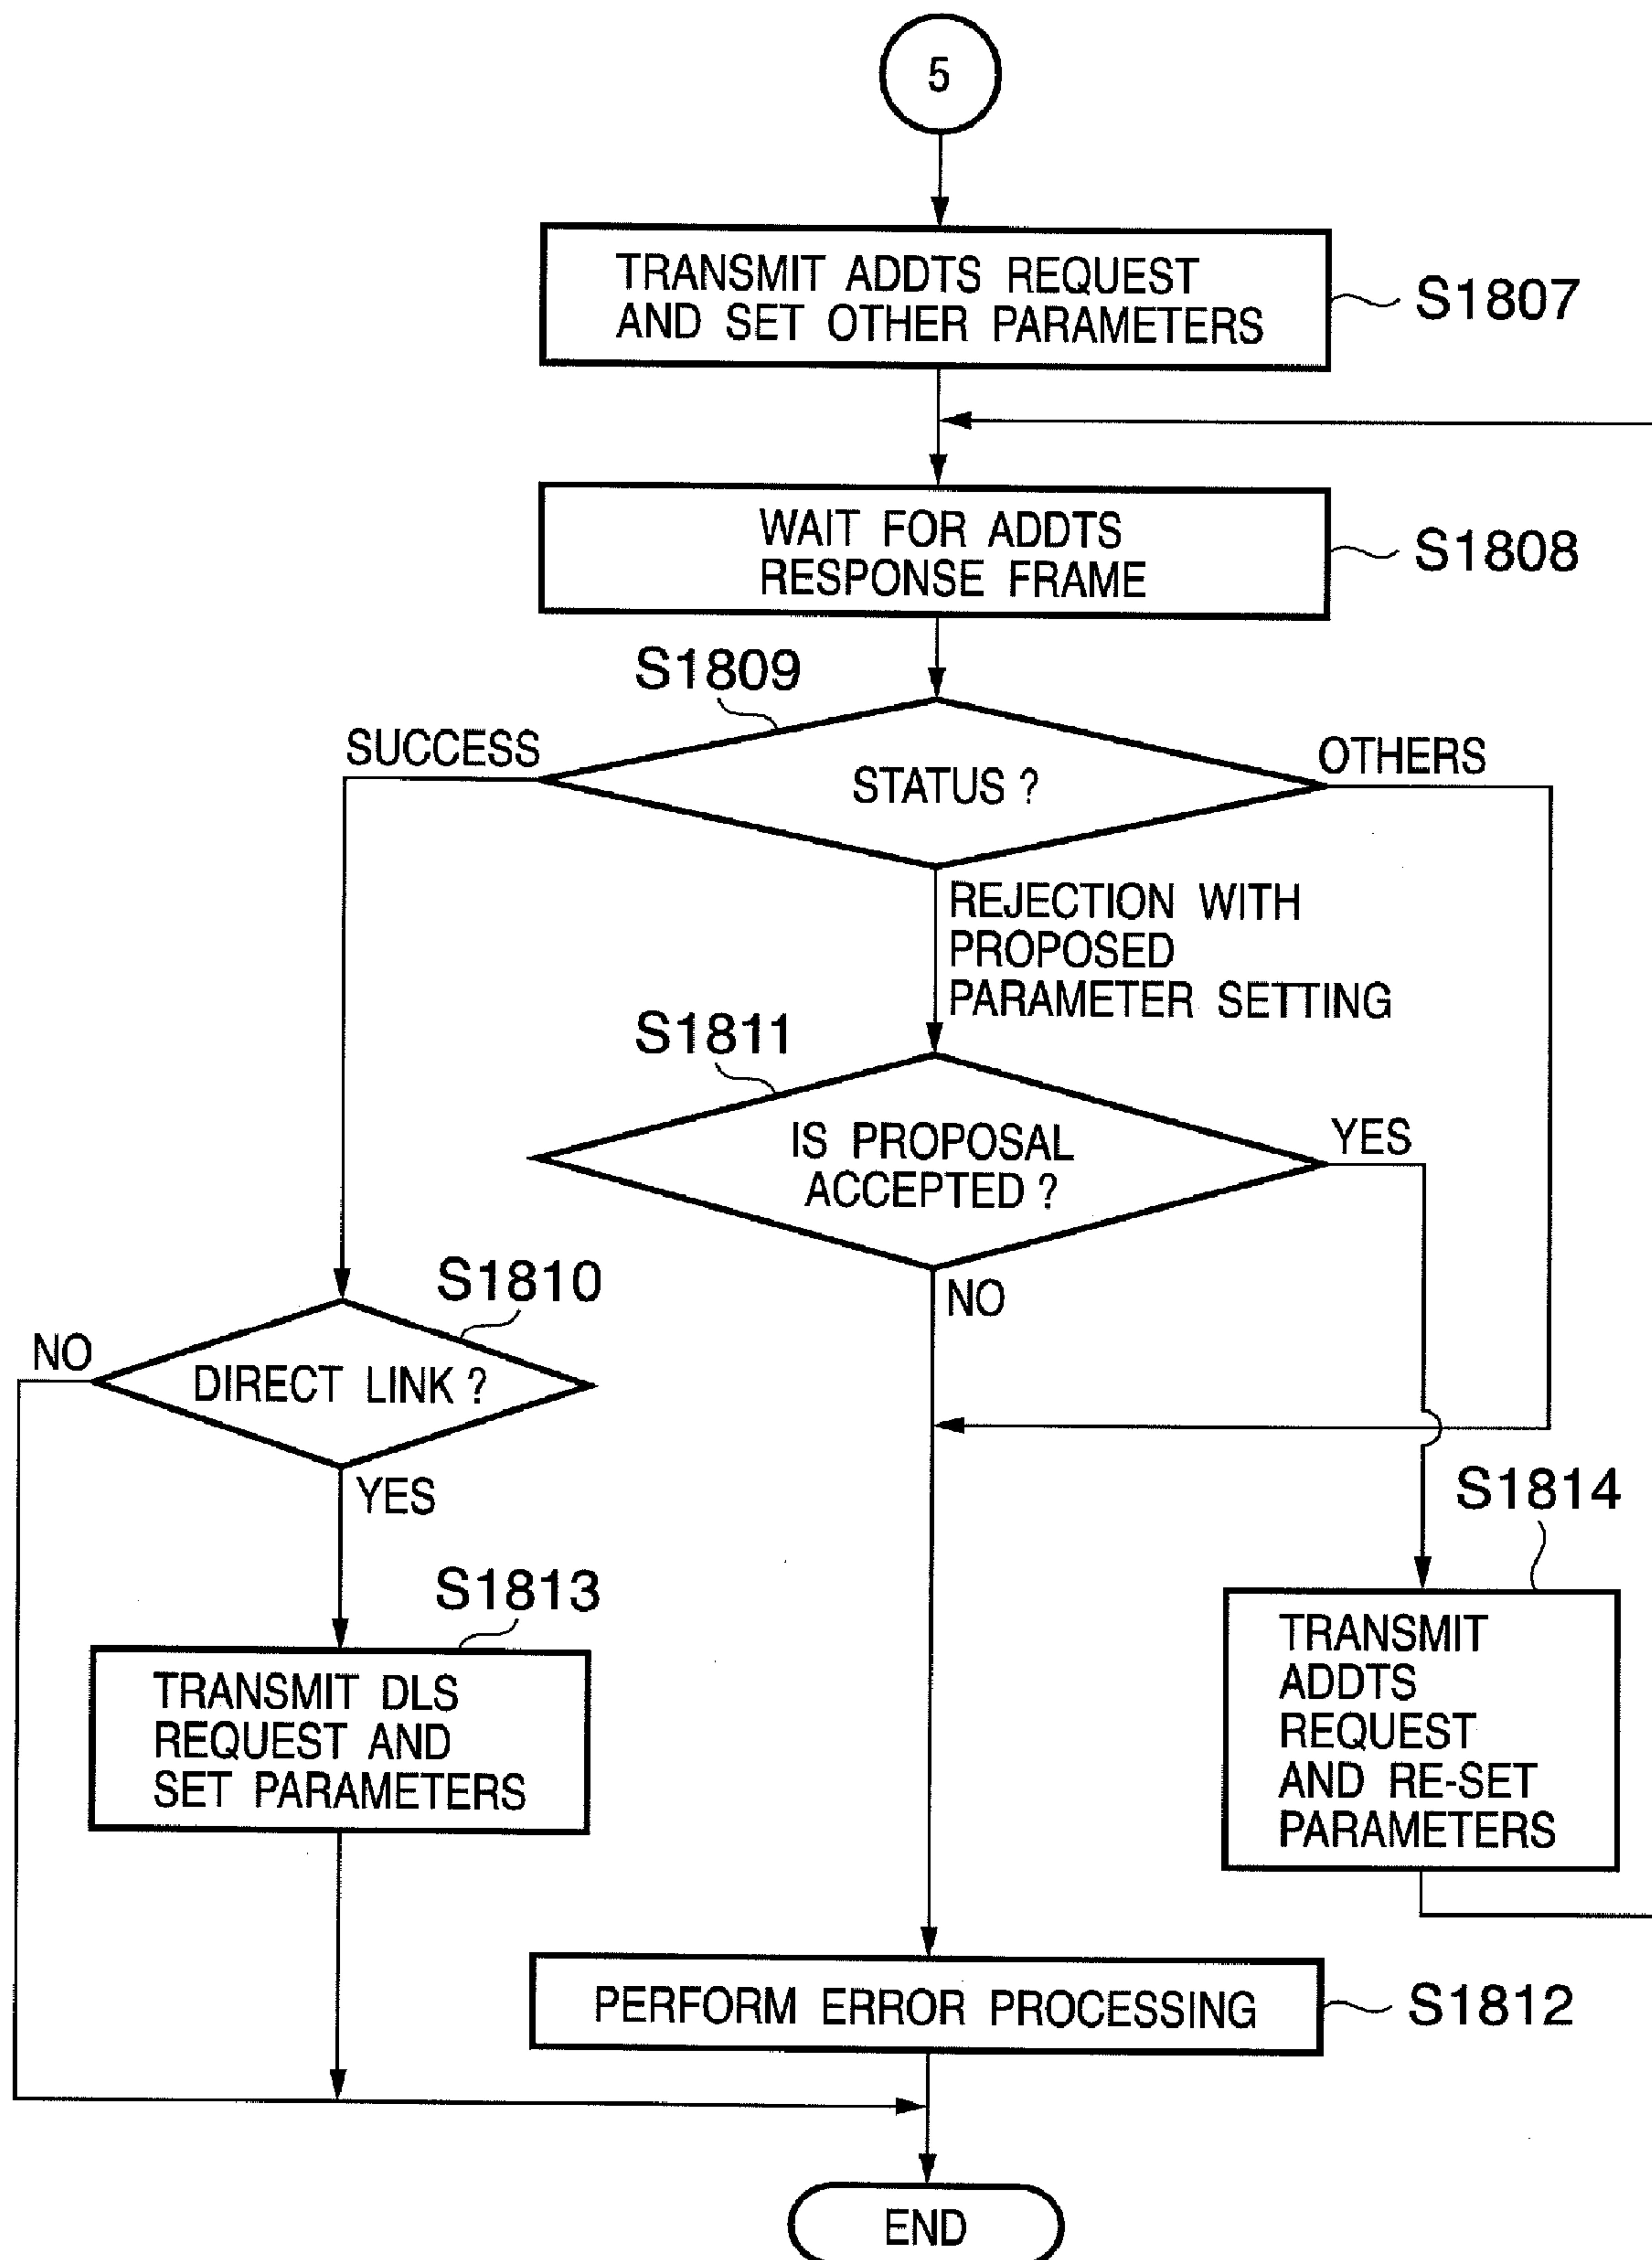 5
TRANSMIT ADDTS REQUEST
AND SET OTHER PARAMETERS
S1807
WAIT FOR ADDTS
RESPONSE FRAME
S1808
S1809
SUCCESS
STATUS ?
OTHERS
REJECTION WITH
PROPOSED
PARAMETER SETTING
S1811
IS PROPOSAL
ACCEPTED ?
YES
NO
S1810
NO
DIRECT LINK ?
YES
S1814
S1813
TRANSMIT DLS
REQUEST AND
SET PARAMETERS
TRANSMIT
ADDTS
REQUEST
AND RE-SET
PARAMETERS
PERFORM ERROR PROCESSING
S1812
END